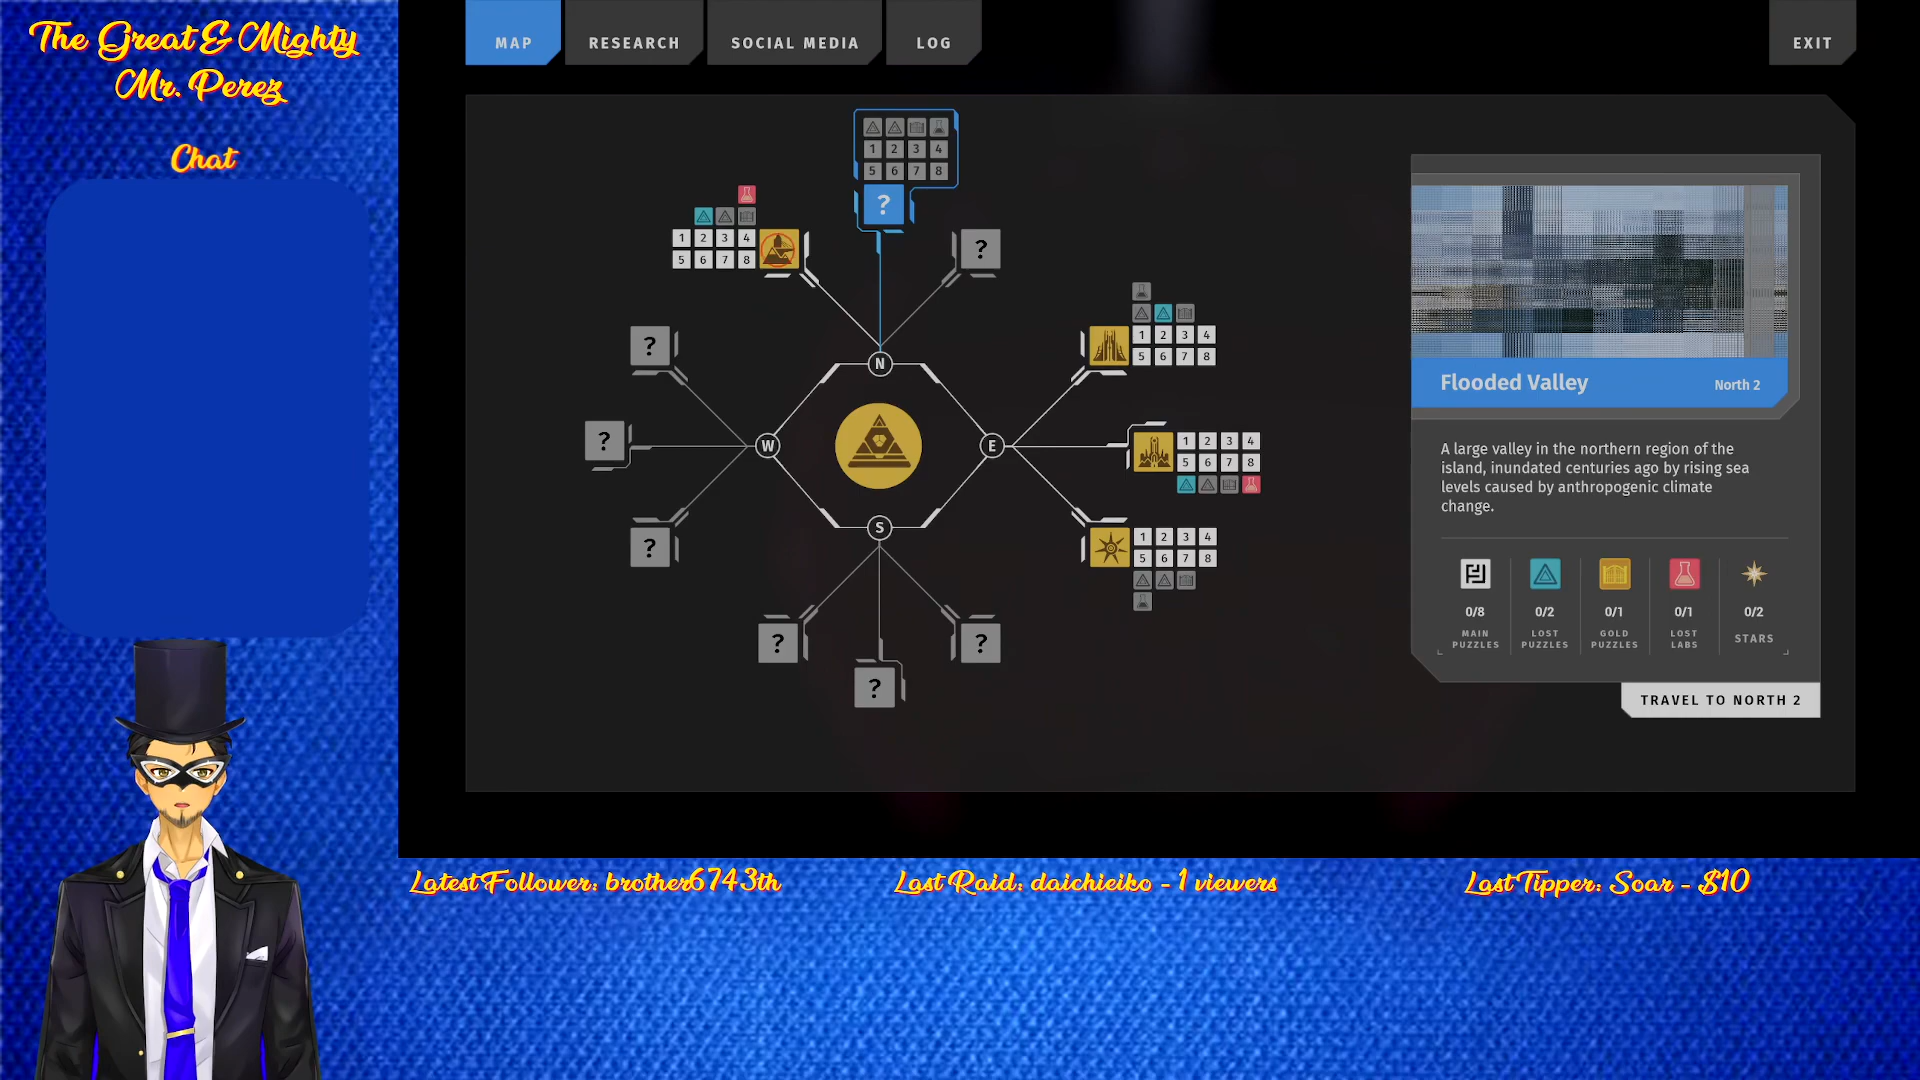 The Great & Mighty
Mr. Perez
Chat
MAP
RESEARCH
SOCIAL MEDIA
LOG
EXIT
1 2 3 4
5 6 7 8
?
1 2 3 4
5 6 7 8
?
?
1 2 3 4
5 6 7 8
N
?
W
E
1 2 3 4
5 6 7 8
S
?
1 2 3 4
5 6 7 8
?
?
?
Flooded Valley
North 2
A large valley in the northern region of the
island, inundated centuries ago by rising sea
levels caused by anthropogenic climate
change.
0/8
MAIN
PUZZLES
0/2
LOST
PUZZLES
0/1
GOLD
PUZZLES
0/1
LOST
LABS
0/2
STARS
TRAVEL TO NORTH 2
Latest Follower: brother6743th
Last Raid: daichieiko - 1 viewers
Last Tipper: Soar - $10